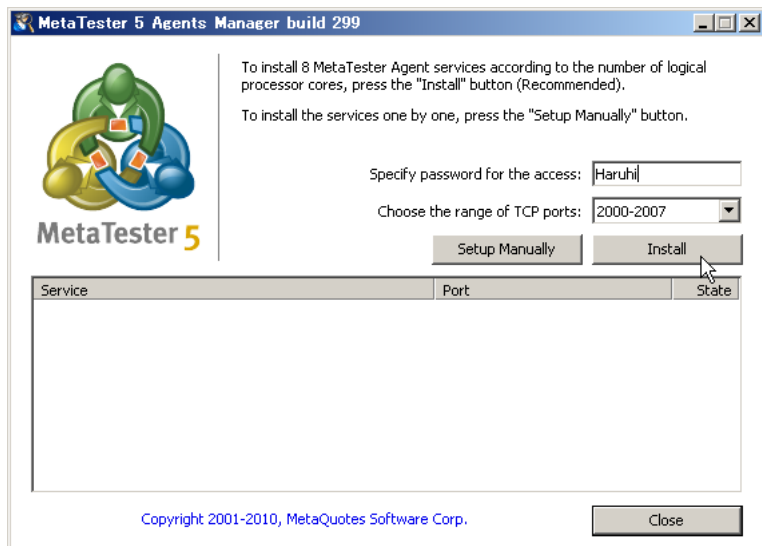 MetaTester 5 Agents Manager build 299
To install 8 MetaTester Agent services according to the number of logical
processor cores, press the "Install" button (Recommended).
To install the services one by one, press the "Setup Manually" button.
Specify password for the access: Haruhi
Choose the range of TCP ports: 2000-2007
MetaTester 5
Setup Manually Install
Service Port State
Copyright 2001-2010, MetaQuotes Software Corp.
Close